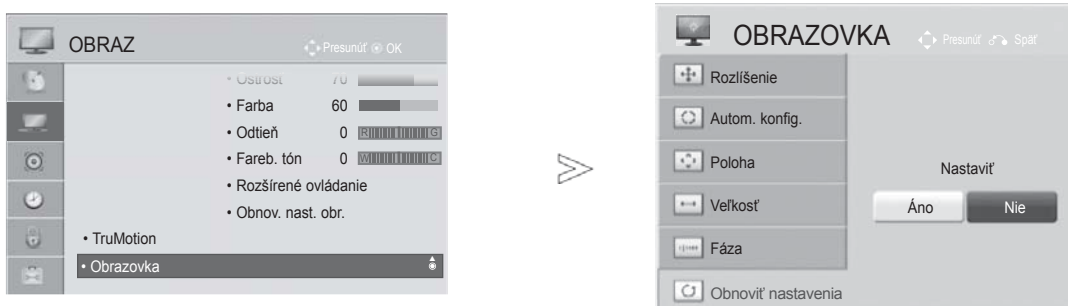 OBRAZ Presunúť OK
• Ostrosť 70
• Farba 60
• Odtieň 0 R G
• Fareb. tón 0 W C
• Rozšírené ovládanie
• Obnov. nast. obr.
• TruMotion
• Obrazovka
OBRAZOVKA Presunúť Späť
Rozlíšenie
Autom. konfig.
Poloha
Veľkosť
Fáza
Obnoviť nastavenia
Nastaviť
Áno Nie